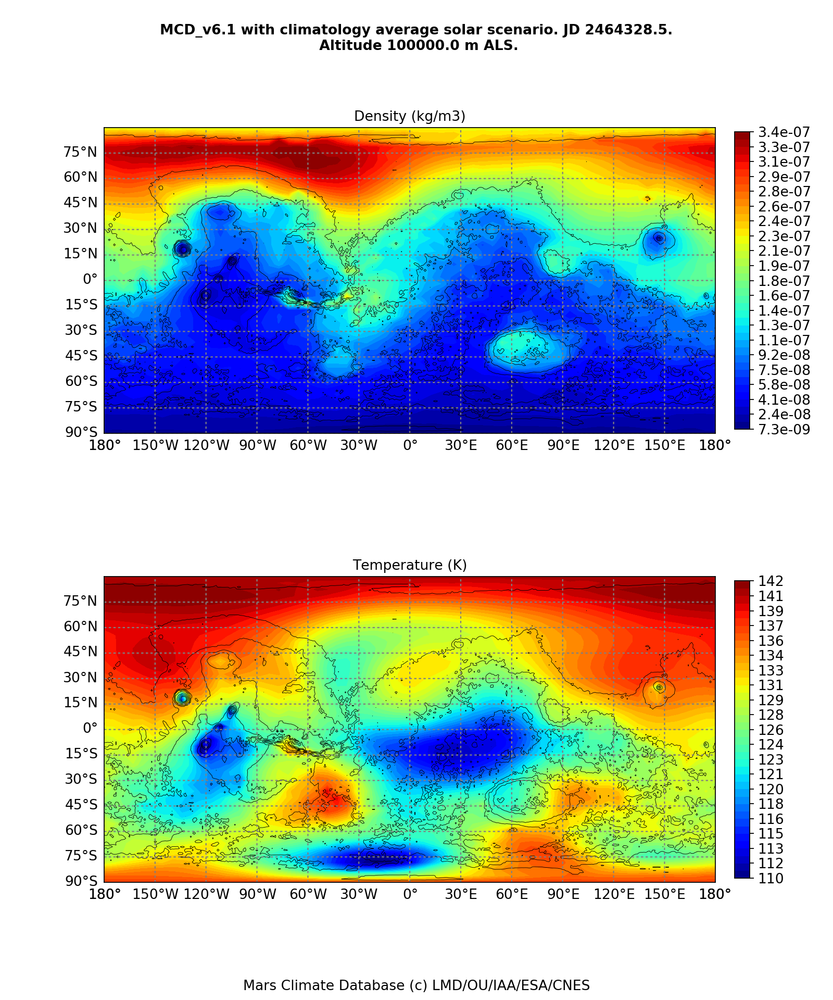 MCD_v6.1 with climatology average solar scenario. JD 2464328.5.
Altitude 100000.0 m ALS.
Density (kg/m3)
75°N
60°N
45°N
30°N
15°N
0°
15°S
30°S
45°S
60°S
75°S
90°S
180° 150°W 120°W 90°W 60°W 30°W 0° 30°E 60°E 90°E 120°E 150°E 180°
3.4e-07
3.3e-07
3.1e-07
2.9e-07
2.8e-07
2.6e-07
2.4e-07
2.3e-07
2.1e-07
1.9e-07
1.8e-07
1.6e-07
1.4e-07
1.3e-07
1.1e-07
9.2e-08
7.5e-08
5.8e-08
4.1e-08
2.4e-08
7.3e-09
Temperature (K)
75°N
60°N
45°N
30°N
15°N
0°
15°S
30°S
45°S
60°S
75°S
90°S
180° 150°W 120°W 90°W 60°W 30°W 0° 30°E 60°E 90°E 120°E 150°E 180°
142
141
139
137
136
134
133
131
129
128
126
124
123
121
120
118
116
115
113
112
110
Mars Climate Database (c) LMD/OU/IAA/ESA/CNES